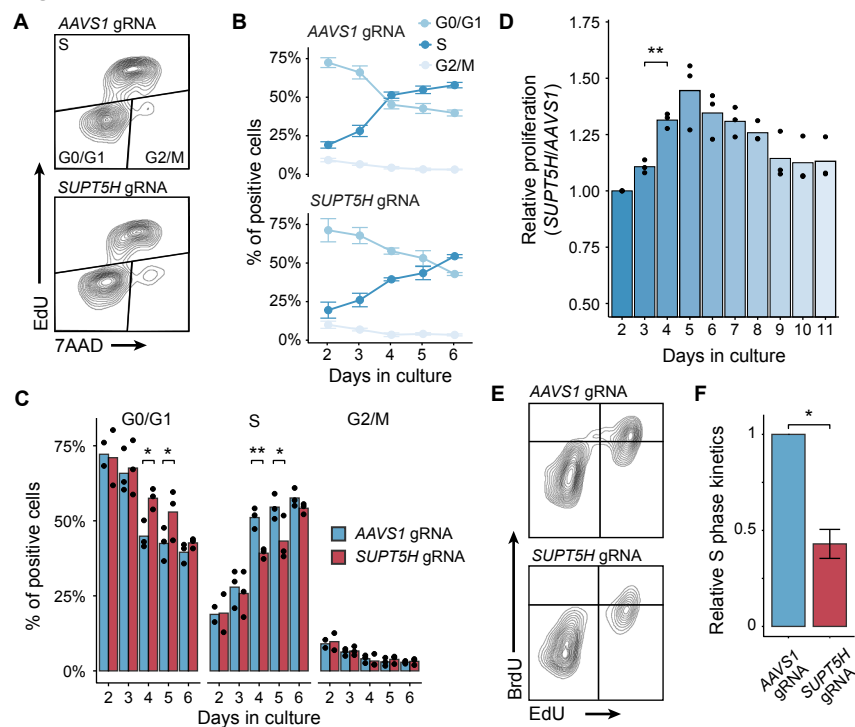 A
AAVS1 gRNA
S
G0/G1
G2/M
SUPT5H gRNA
EdU
7AAD
B
AAVS1 gRNA
G0/G1
S
G2/M
75%
50%
25%
0%
SUPT5H gRNA
75%
50%
25%
0%
% of positive cells
2 3 4 5 6
Days in culture
D
1.75
1.50
1.25
1.00
0.75
0.50
**
Relative proliferation
(SUPT5H/AAVS1)
2 3 4 5 6 7 8 9 10 11
Days in culture
C
G0/G1 S G2/M
75%
50%
25%
0%
% of positive cells
* * ** *
AAVS1 gRNA
SUPT5H gRNA
2 3 4 5 6 2 3 4 5 6 2 3 4 5 6
Days in culture
E
AAVS1 gRNA
SUPT5H gRNA
BrdU
EdU
F
*
1
0.5
0
Relative S phase kinetics
AAVS1
gRNA
SUPT5H
gRNA